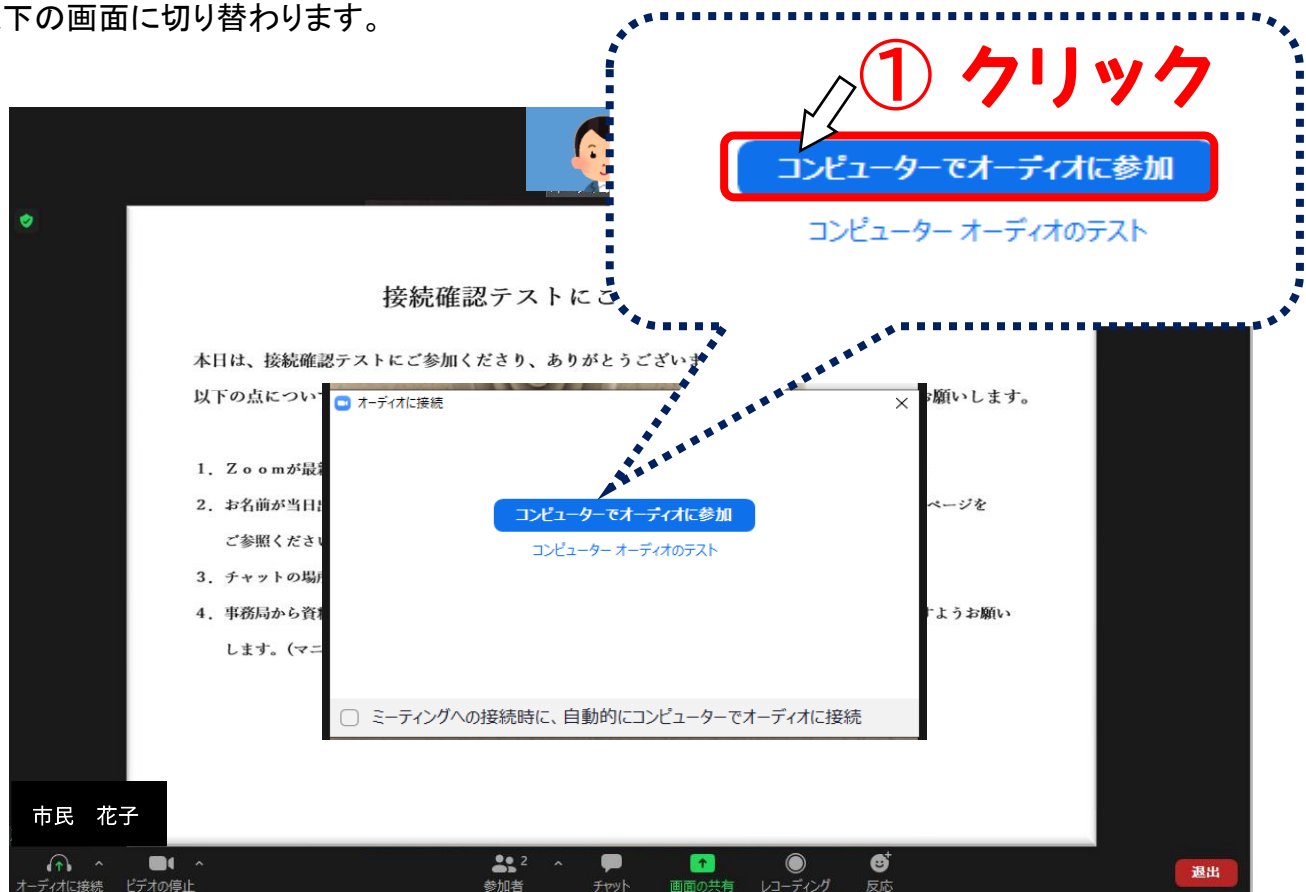 下の画面に切り替わります。
① クリック
コンピューターでオーディオに参加
コンピューター オーディオのテスト
接続確認テストにご
本日は、接続確認テストにご参加くださり、ありがとうございま
以下の点につい
お願いします。
オーディオに接続
1．Zoomが最新
2．お名前が当日
ページを
ご参照ください
コンピューターでオーディオに参加
コンピューター オーディオのテスト
3．チャットの場所
4．事務局から資料
すようお願い
します。(マニ
ミーティングへの接続時に、自動的にコンピューターでオーディオに接続
市民　花子
2
オーディオに接続 ビデオの停止 参加者 チャット 画面の共有 レコーディング 反応 退出